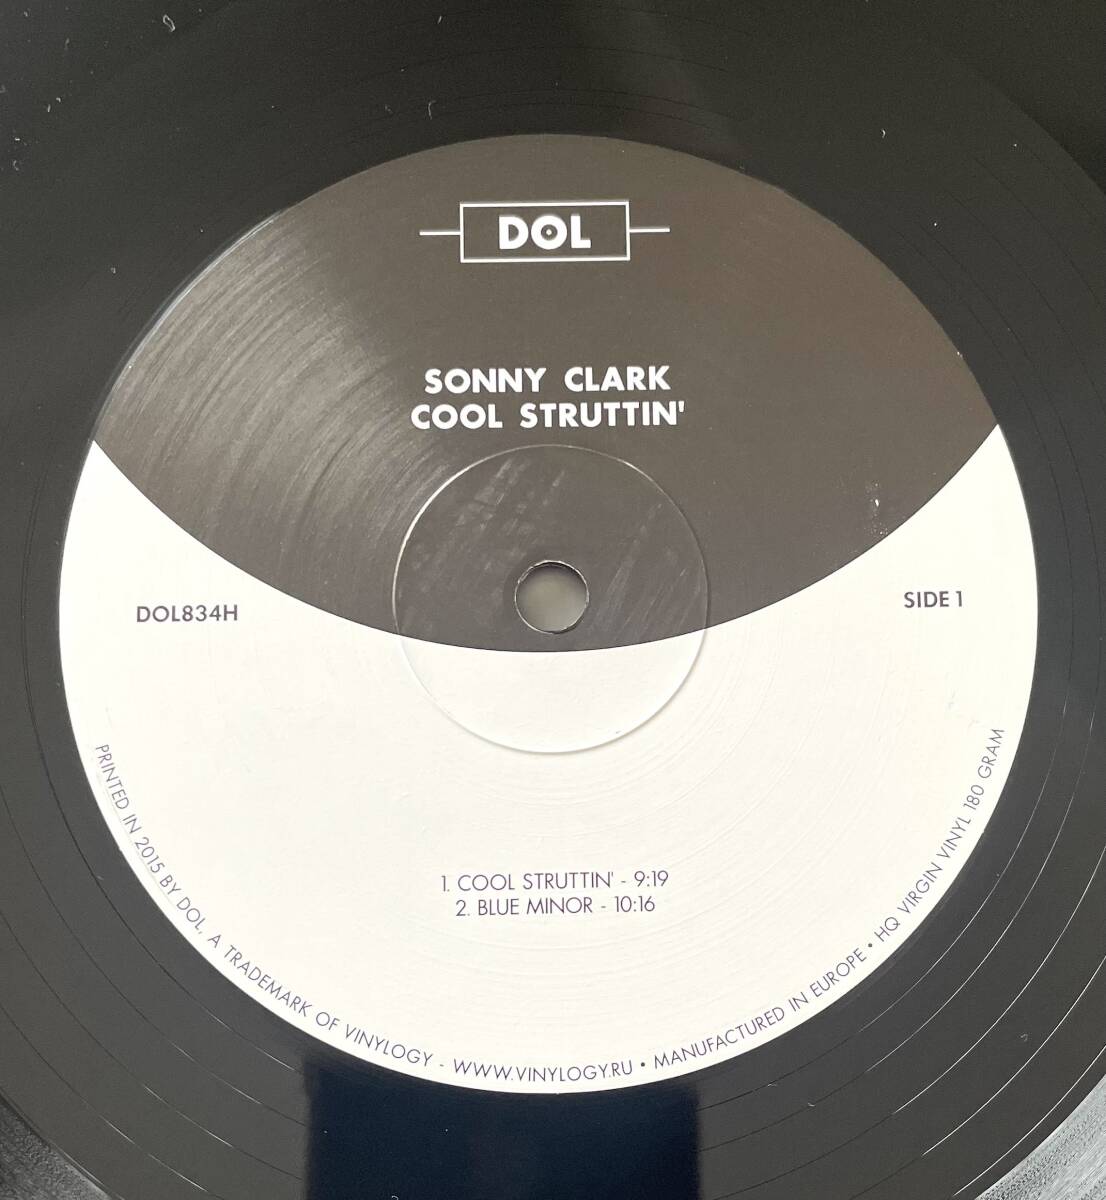 DOL
SONNY CLARK
COOL STRUTTIN'
DOL834H
SIDE 1
1. COOL STRUTTIN' - 9:19
2. BLUE MINOR - 10:16
PRINTED IN 2015 BY DOL, A TRADEMARK OF VINYLOGY - WWW.VINYLOGY.RU • MANUFACTURED IN EUROPE • HQ VIRGIN VINYL 180 GRAM